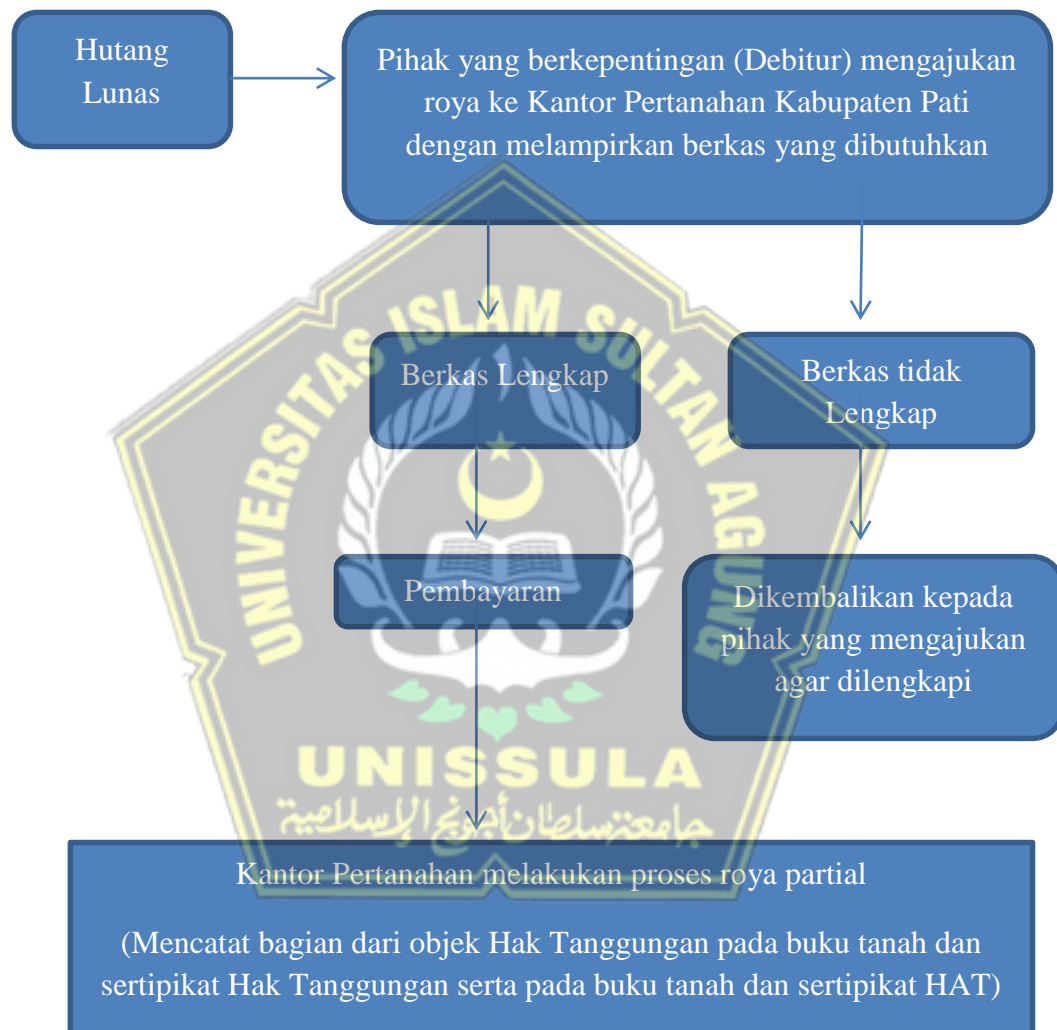 Hutang
Lunas
Pihak yang berkepentingan (Debitur) mengajukan
roya ke Kantor Pertanahan Kabupaten Pati
dengan melampirkan berkas yang dibutuhkan
Berkas Lengkap
Berkas tidak
Lengkap
Pembayaran
Dikembalikan kepada
pihak yang mengajukan
agar dilengkapi
Kantor Pertanahan melakukan proses roya partial
(Mencatat bagian dari objek Hak Tanggungan pada buku tanah dan
sertipikat Hak Tanggungan serta pada buku tanah dan sertipikat HAT)
UNIVERSITAS ISLAM SULTAN AGUNG
UNISSULA
جامعة سلطان أجونج الإسلامية